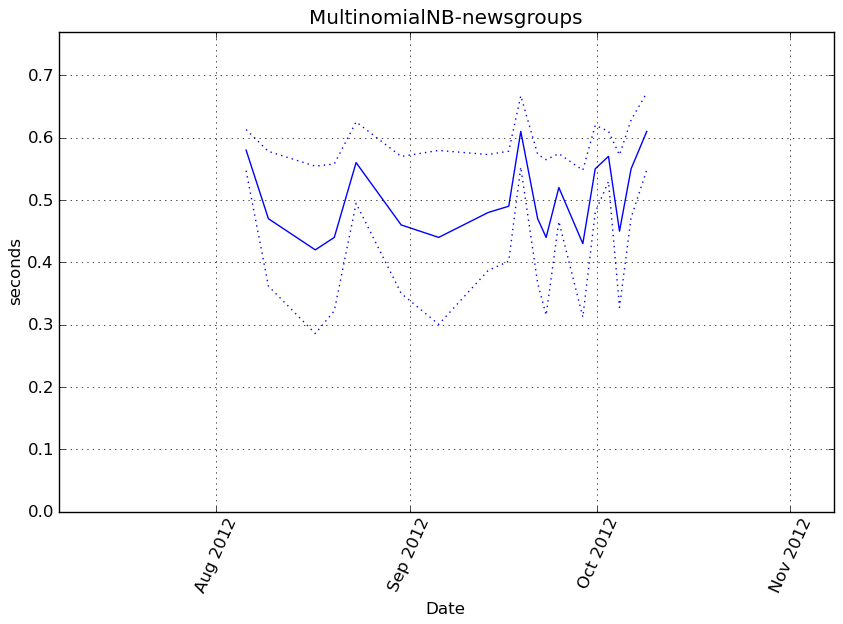 MultinomialNB-newsgroups
0.7
0.6
0.5
0.4
0.3
0.2
0.1
0.0
seconds
Aug 2012
Sep 2012
Oct 2012
Nov 2012
Date